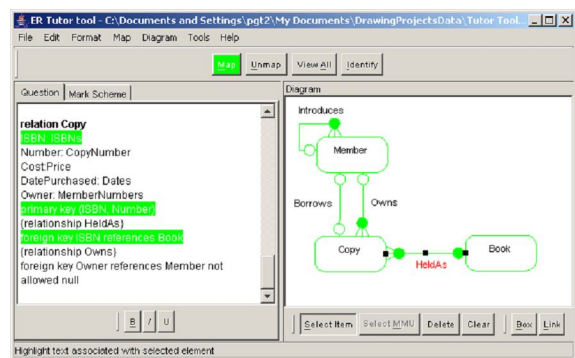 ER Tutor tool - C:\Documents and Settings\pgt2\My Documents\DrawingProjectsData\Tutor Tool...
File Edit Format Map Diagram Tools Help
Map Unmap View All Identify
Question Mark Scheme
relation Copy
ISBN: ISBNs
Number: CopyNumber
Cost:Price
DatePurchased: Dates
Owner: MemberNumbers
primary key (ISBN, Number)
{relationship HeldAs}
foreign key ISBN references Book
{relationship Owns}
foreign key Owner references Member not
allowed null
B I U
Diagram
Introduces
Member
Borrows Owns
Copy Book
HeldAs
Select Item Select MMU Delete Clear Box Link
Highlight text associated with selected element